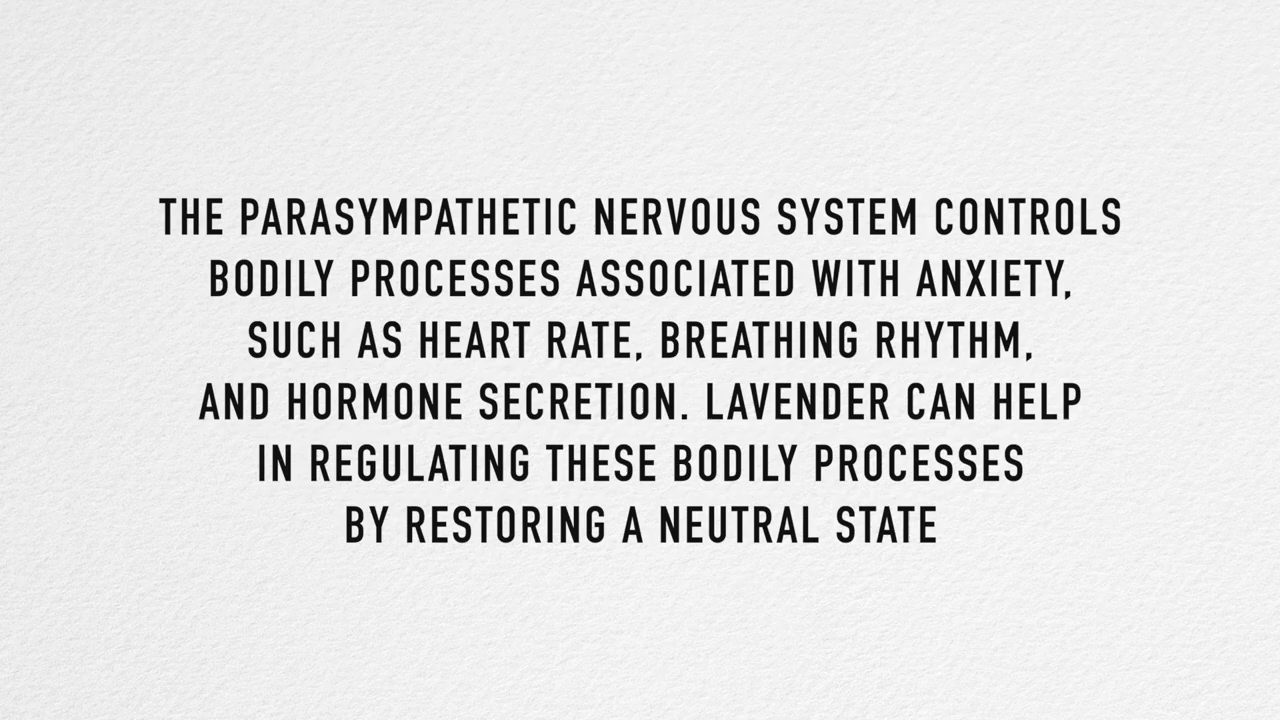 THE PARASYMPATHETIC NERVOUS SYSTEM CONTROLS
BODILY PROCESSES ASSOCIATED WITH ANXIETY,
SUCH AS HEART RATE, BREATHING RHYTHM,
AND HORMONE SECRETION. LAVENDER CAN HELP
IN REGULATING THESE BODILY PROCESSES
BY RESTORING A NEUTRAL STATE